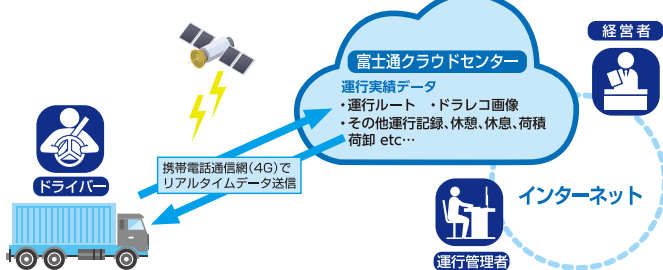 経営者
富士通クラウドセンター
運行実績データ
・運行ルート ・ドラレコ画像
・その他運行記録、休憩、休息、荷積
荷卸 etc…
携帯電話通信網(4G)で
リアルタイムデータ送信
ドライバー
インターネット
運行管理者